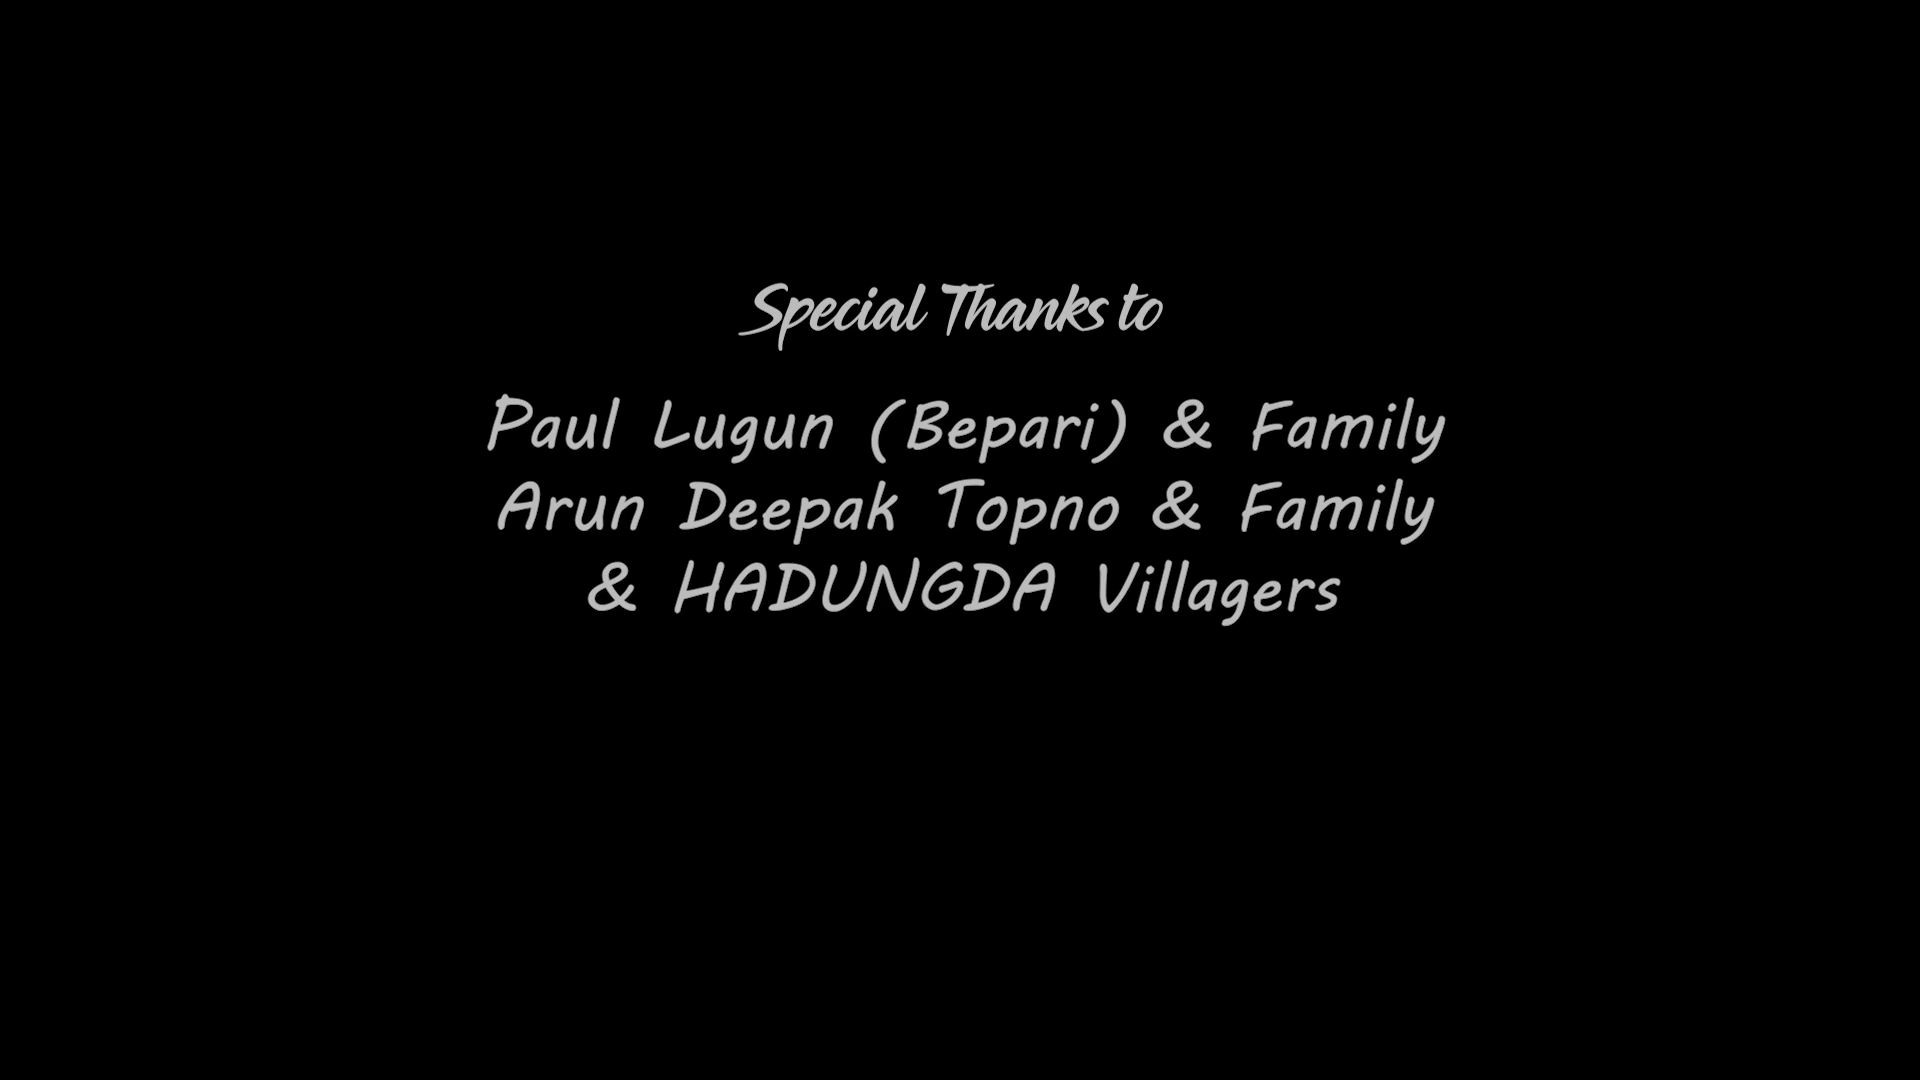 Special Thanks to
Paul Lugun (Bepari) & Family
Arun Deepak Topno & Family
& HADUNGDA Villagers